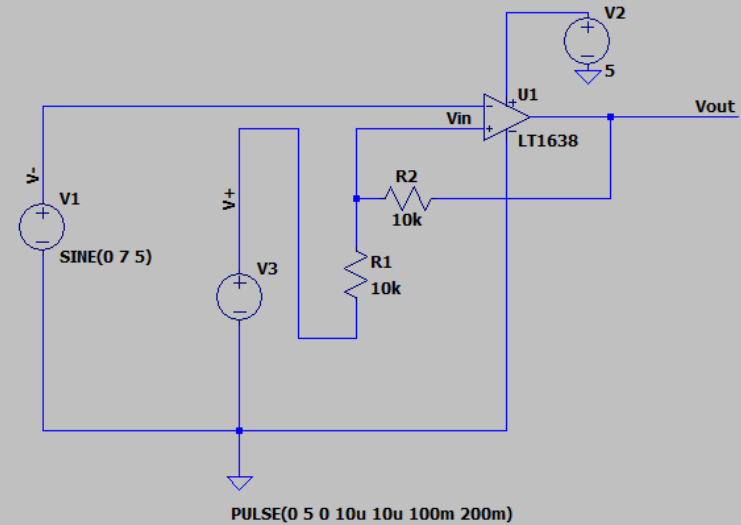 V2
5
U1
Vout
Vin
LT1638
V-
V+
R2
10k
V1
SINE(0 7 5)
V3
R1
10k
PULSE(0 5 0 10u 10u 100m 200m)